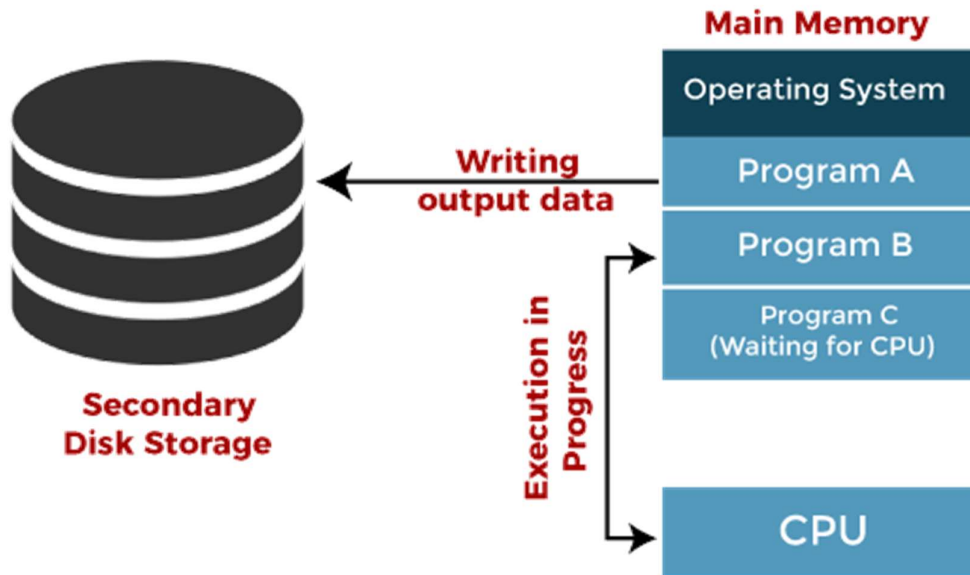 Main Memory
Operating System
Writing
output data
Program A
Program B
Program C
(Waiting for CPU)
Execution in
Progress
Secondary
Disk Storage
CPU